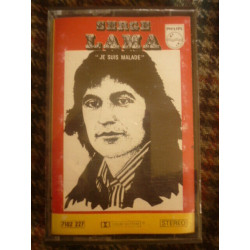 SERGE
LAMA
PHILIPS
"JE SUIS MALADE"
STEREO